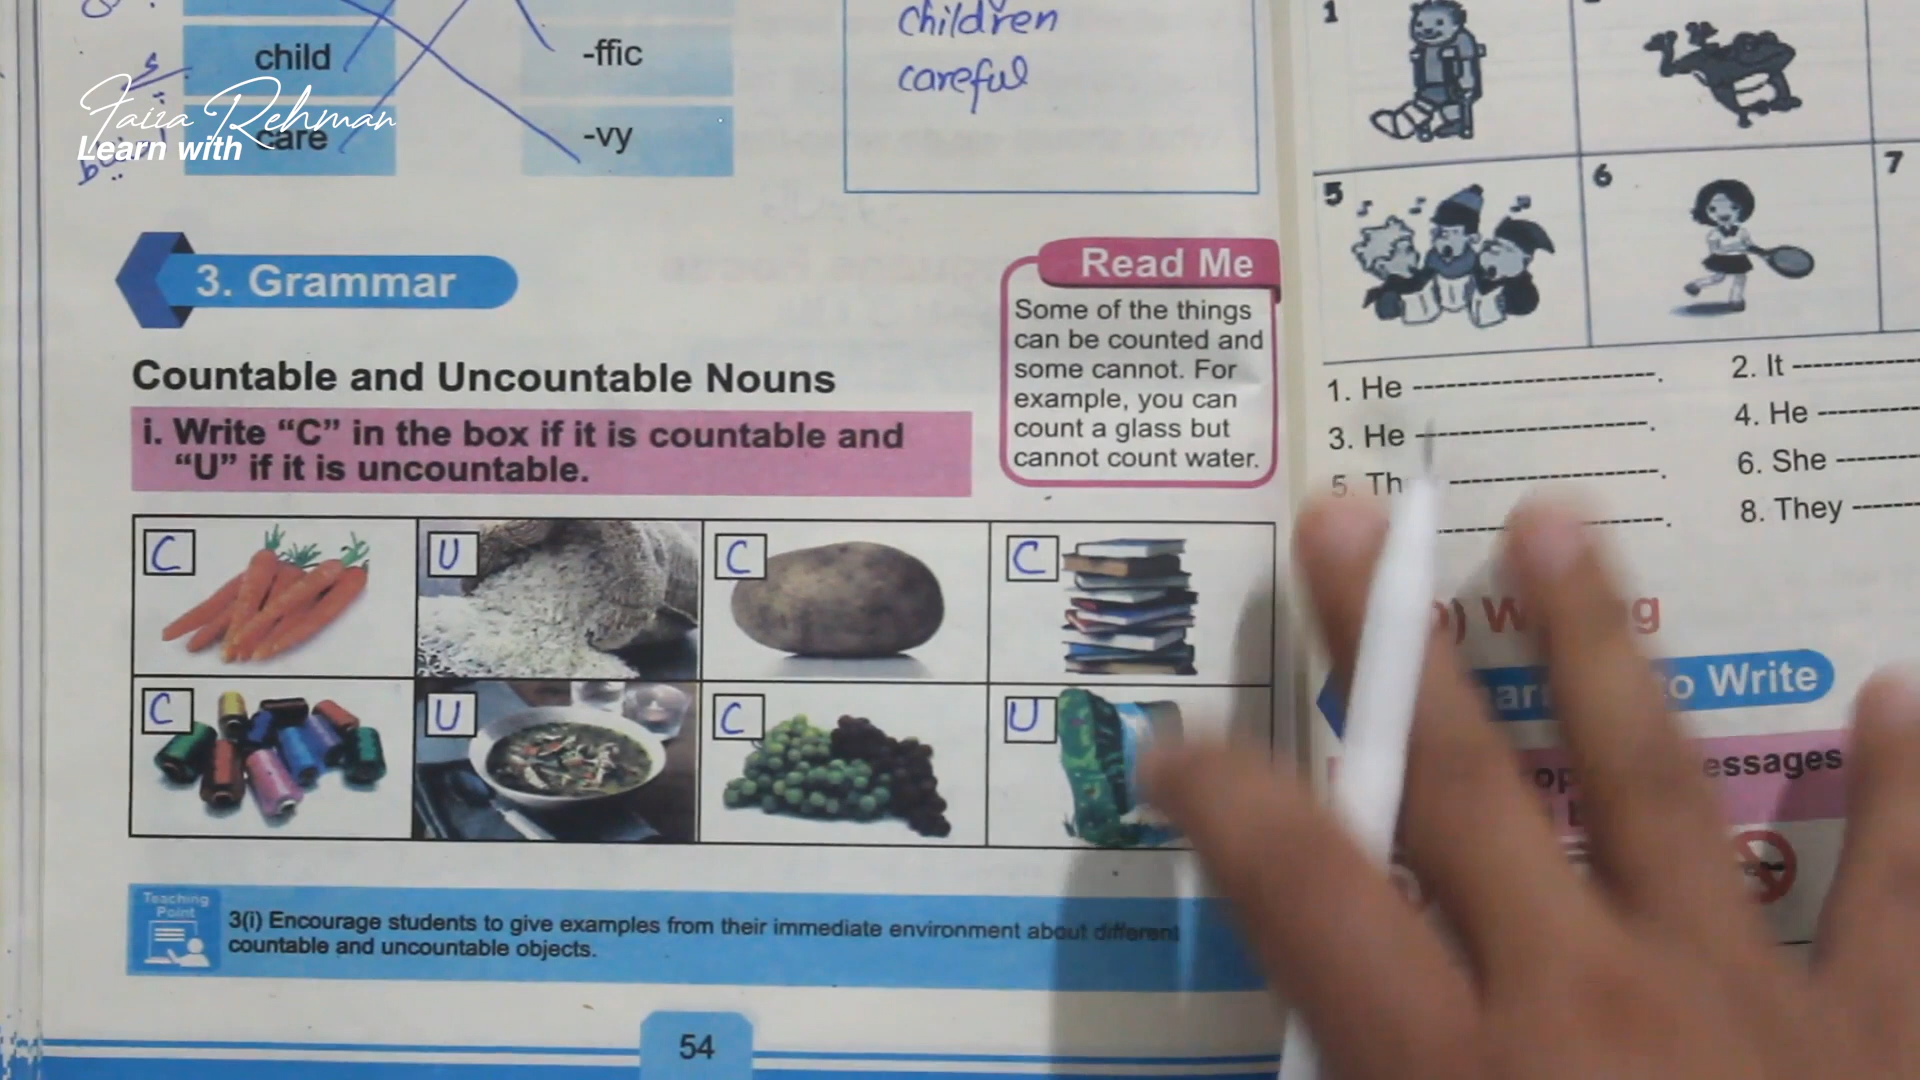 child
-ffic
care
-vy
children
careful
Faiza Rehman
Learn with
3. Grammar
Countable and Uncountable Nouns
i. Write “C” in the box if it is countable and
“U” if it is uncountable.
Read Me
Some of the things
can be counted and
some cannot. For
example, you can
count a glass but
cannot count water.
C
U
C
C
C
U
C
U
Teaching
Point
3(i) Encourage students to give examples from their immediate environment about different
countable and uncountable objects.
54
1
5
6
7
1. He
2. It
3. He
4. He
5. Th
6. She
8. They
to Write
essages